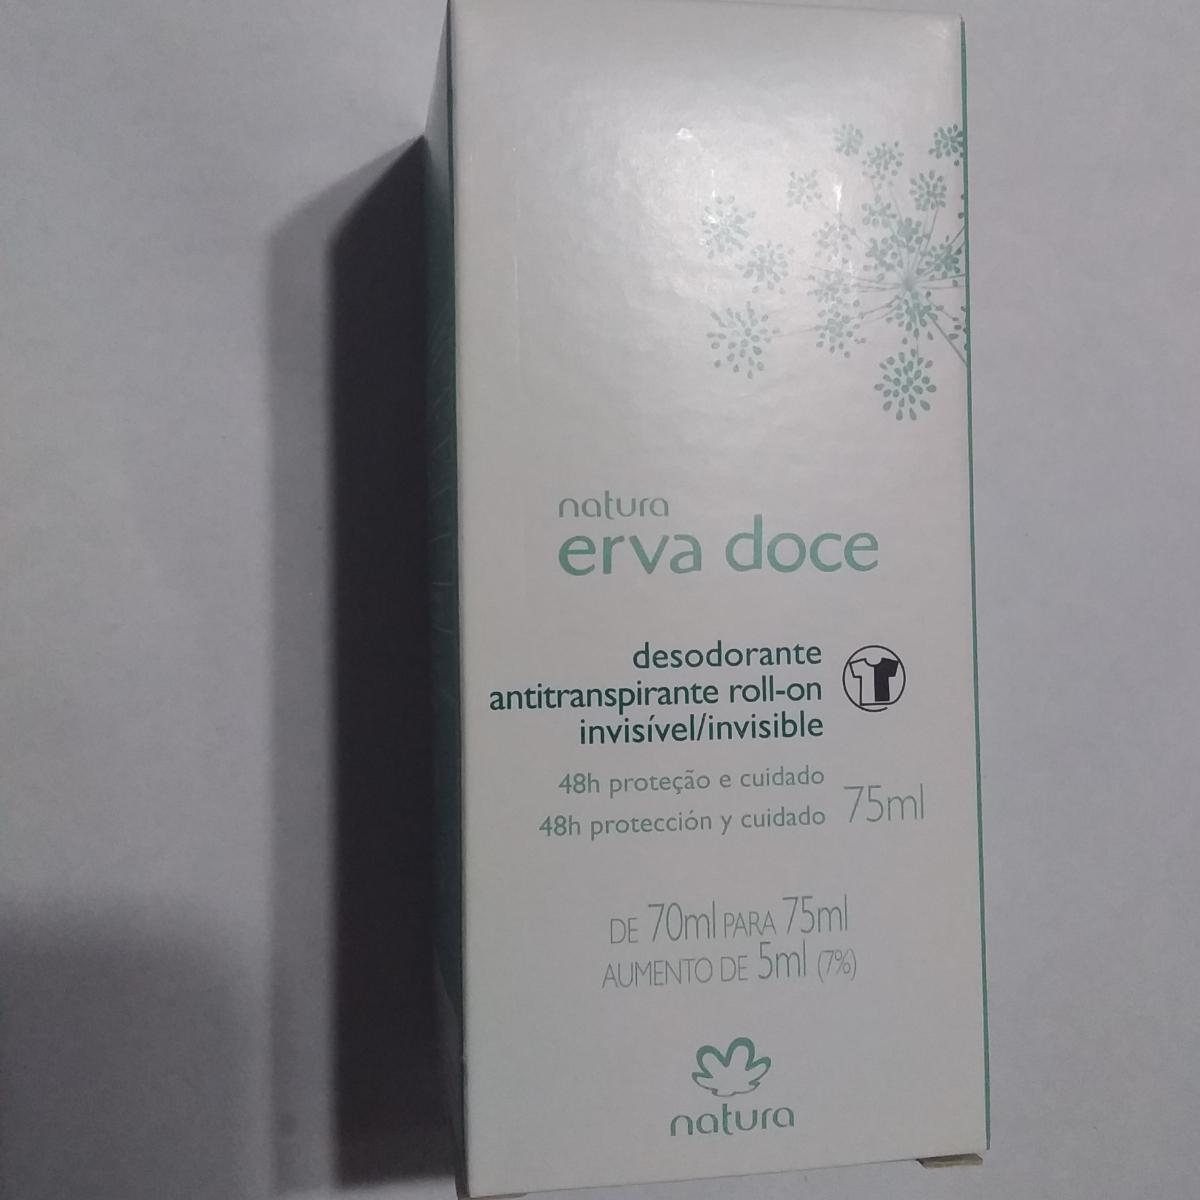 natura
erva doce
desodorante
antitranspirante roll-on
invisível/invisible
48h proteção e cuidado
48h protección y cuidado
75ml
DE 70ml PARA 75ml
AUMENTO DE 5ml (7%)
natura